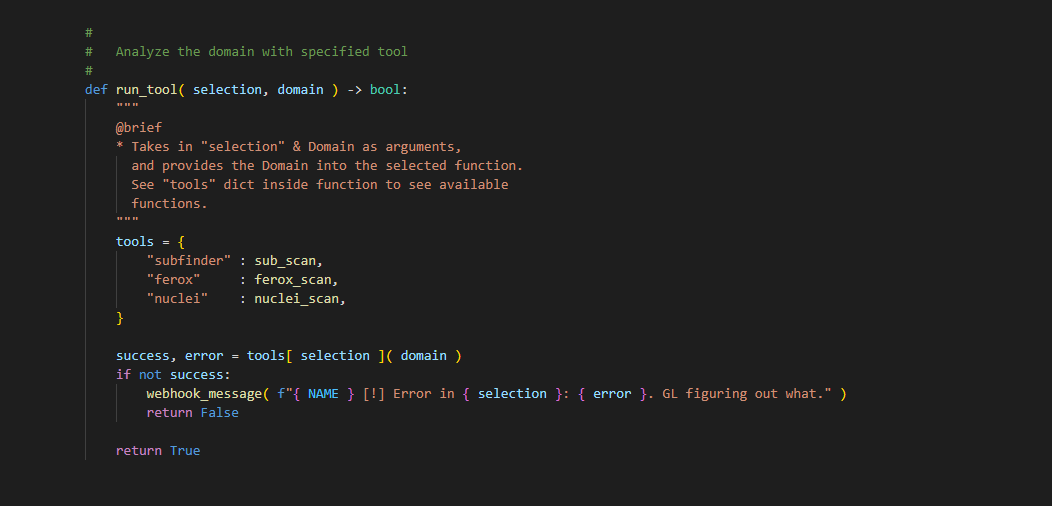 #
#   Analyze the domain with specified tool
#
def run_tool( selection, domain ) -> bool:
    """
    @brief
    * Takes in "selection" & Domain as arguments,
      and provides the Domain into the selected function.
      See "tools" dict inside function to see available
      functions.
    """
    tools = {
        "subfinder" : sub_scan,
        "ferox"     : ferox_scan,
        "nuclei"    : nuclei_scan,
    }

    success, error = tools[ selection ]( domain )
    if not success:
        webhook_message( f"{ NAME } [!] Error in { selection }: { error }. GL figuring out what." )
        return False

    return True